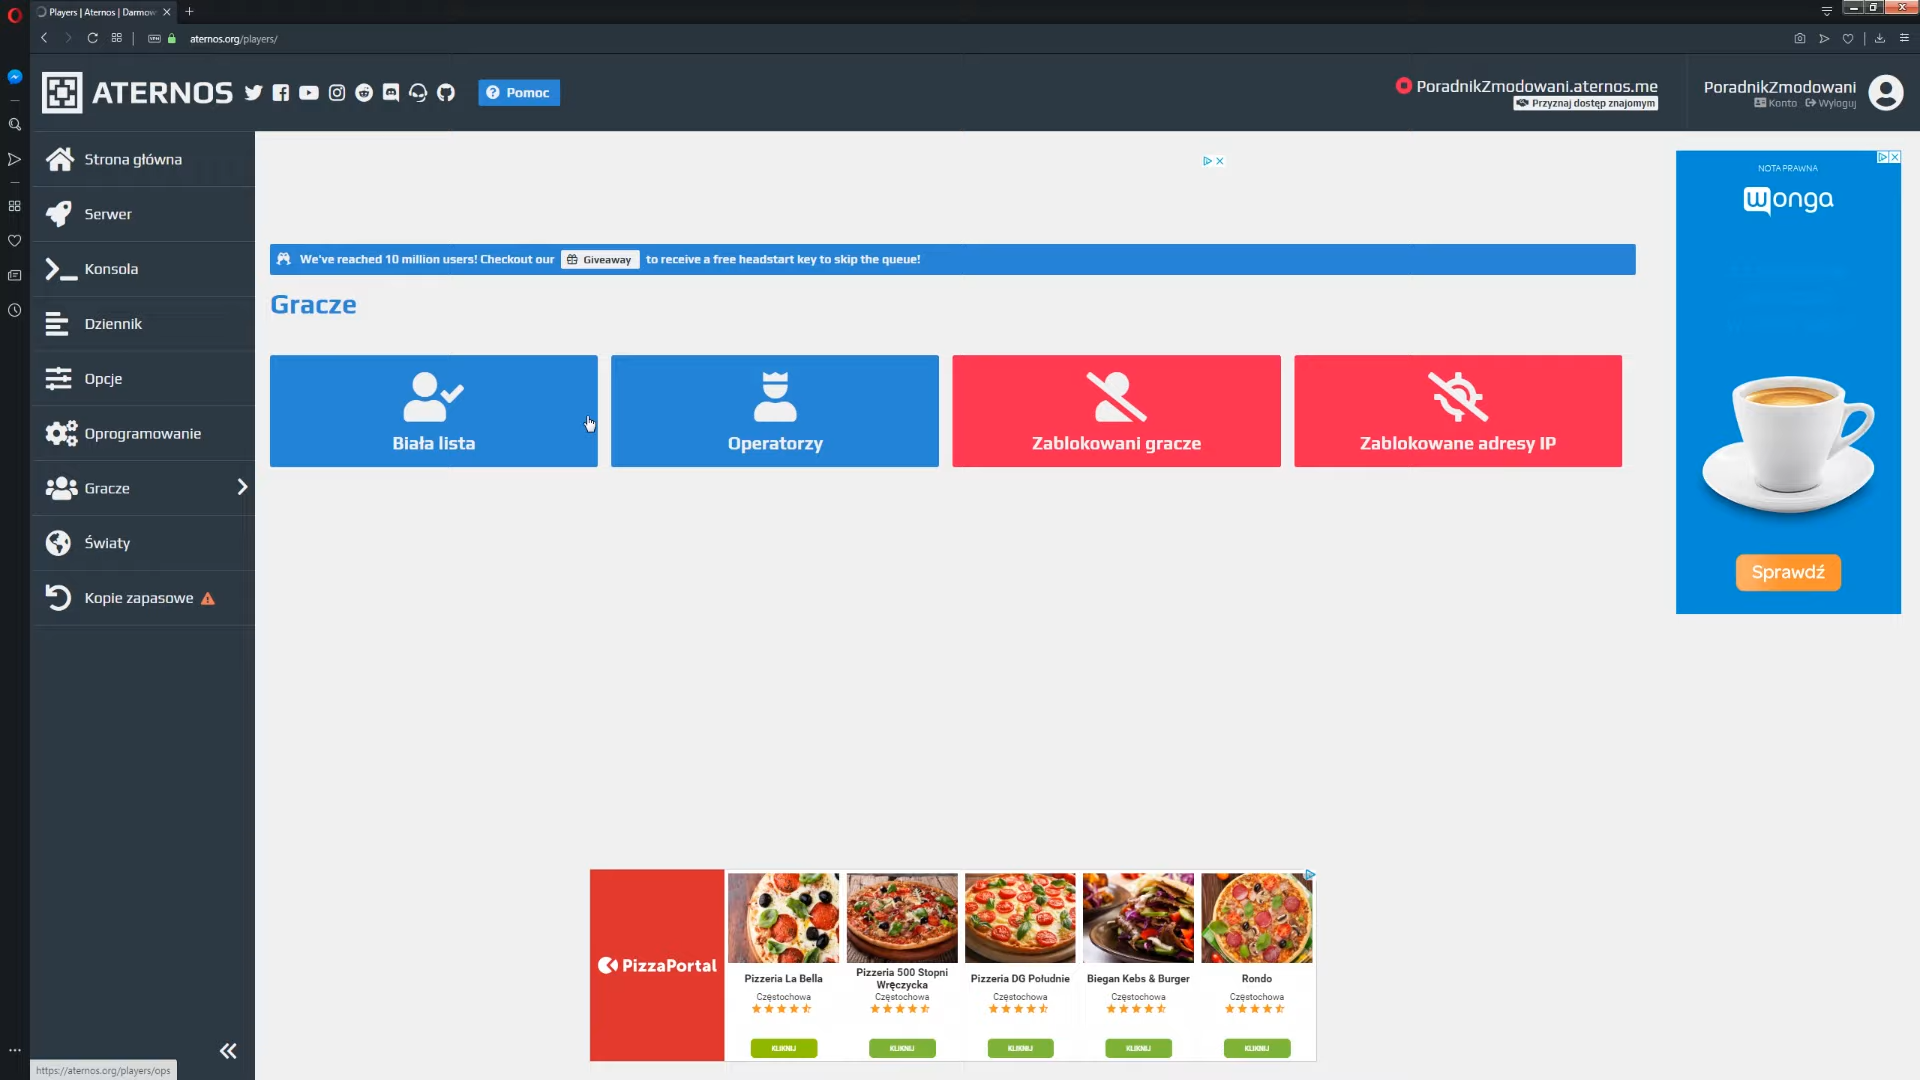 Players | Aternos | Darmow
VPN
aternos.org/players/
ATERNOS
Pomoc
PoradnikZmodowani.aternos.me
Przyznaj dostęp znajomym
PoradnikZmodowani
Konto
Wyloguj
Strona główna
Serwer
Konsola
Dziennik
Opcje
Oprogramowanie
Gracze
Światy
Kopie zapasowe
We've reached 10 million users! Checkout our Giveaway to receive a free headstart key to skip the queue!
Gracze
Biała lista
Operatorzy
Zablokowani gracze
Zablokowane adresy IP
NOTA PRAWNA
wonga
Sprawdź
PizzaPortal
Pizzeria La Bella
Częstochowa
KLIKNIJ
Pizzeria 500 Stopni
Wręczycka
Częstochowa
KLIKNIJ
Pizzeria DG Południe
Częstochowa
KLIKNIJ
Biegan Kebs & Burger
Częstochowa
KLIKNIJ
Rondo
Częstochowa
KLIKNIJ
https://aternos.org/players/ops